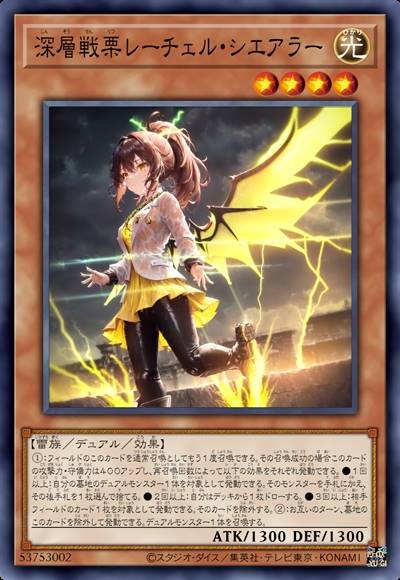 深層戦栗レーチェル・シエアラー
光
【雷族／デュアル／効果】
①:フィールドのこのカードを通常召喚としてもう1度召喚できる。その召喚成功の場合このカード
の攻撃力・守備力は400アップし、再召喚回数によって以下の効果をそれぞれ発動できる。●1回
以上:自分の墓地のデュアルモンスター1体を対象として発動できる。そのモンスターを手札に加え、
その後手札を1枚選んで捨てる。●2回以上:自分はデッキから1枚ドローする。●3回以上:相手
フィールドのカード1枚を対象として発動できる。そのカードを除外する。②:お互いのターン、墓地の
このカードを除外して発動できる。デュアルモンスター1体を召喚する。
ATK/1300 DEF/1300
53753002
©スタジオ・ダイス／集英社・テレビ東京・KONAMI